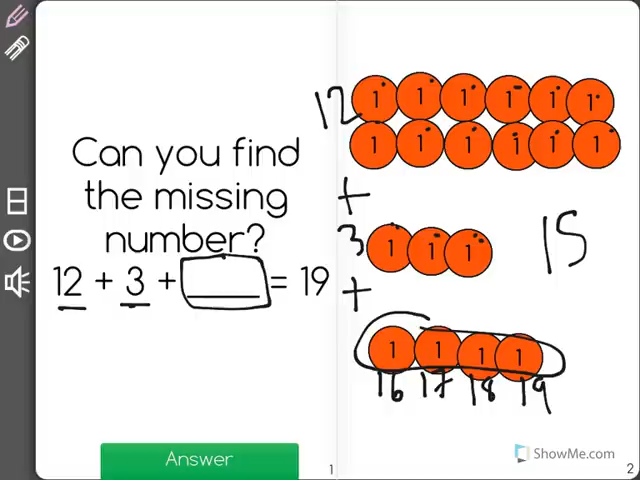 Can you find
the missing
number?
12 + 3 + ____ = 19
Answer
1
12
1 1 1 1 1 1
1 1 1 1 1 1
+
3 1 1 1
15
+
1 1 1 1
16 17 18 19
ShowMe.com
2